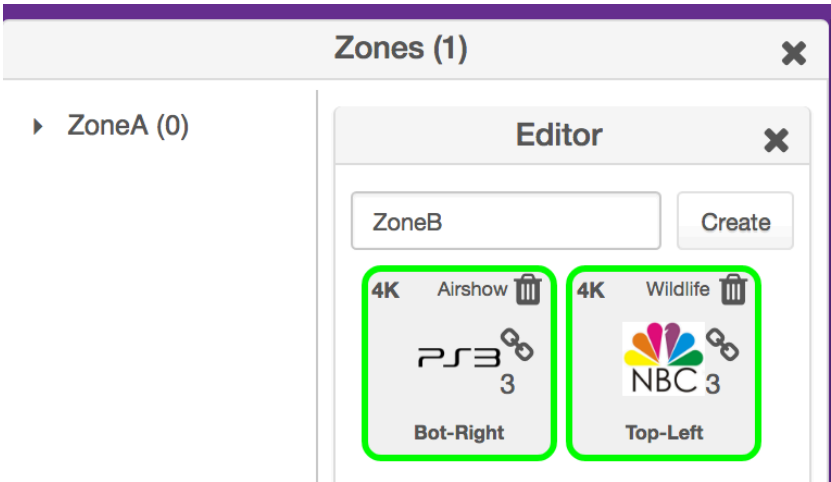 Zones (1)
ZoneA (0)
Editor
ZoneB
Create
4K Airshow
PS3
3
Bot-Right
4K Wildlife
NBC 3
Top-Left